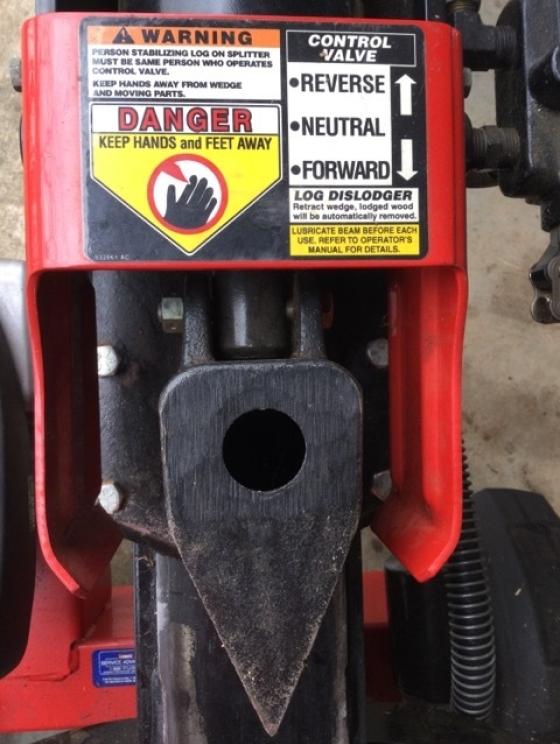 WARNING
PERSON STABILIZING LOG ON SPLITTER
MUST BE SAME PERSON WHO OPERATES
CONTROL VALVE.
KEEP HANDS AWAY FROM WEDGE
AND MOVING PARTS.
DANGER
KEEP HANDS and FEET AWAY
CONTROL
VALVE
•REVERSE
•NEUTRAL
•FORWARD
LOG DISLODGER
Retract wedge, lodged wood
will be automatically removed.
LUBRICATE BEAM BEFORE EACH
USE. REFER TO OPERATOR'S
MANUAL FOR DETAILS.